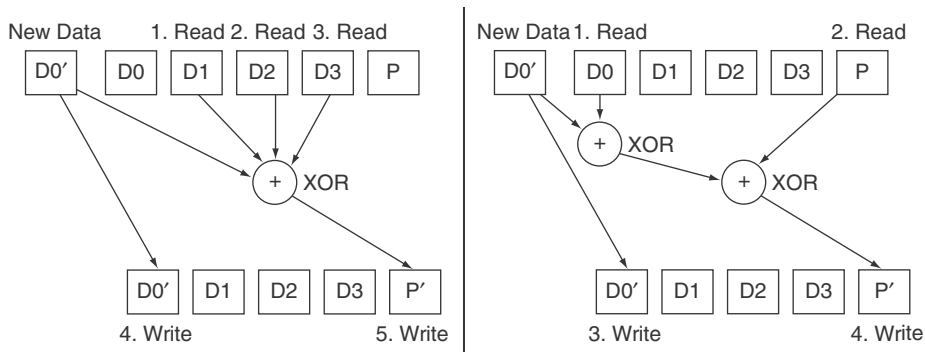 New Data 1. Read 2. Read 3. Read
D0′ D0 D1 D2 D3 P
+ XOR
D0′ D1 D2 D3 P′
4. Write 5. Write
New Data 1. Read 2. Read
D0′ D0 D1 D2 D3 P
+ XOR
+ XOR
D0′ D1 D2 D3 P′
3. Write 4. Write